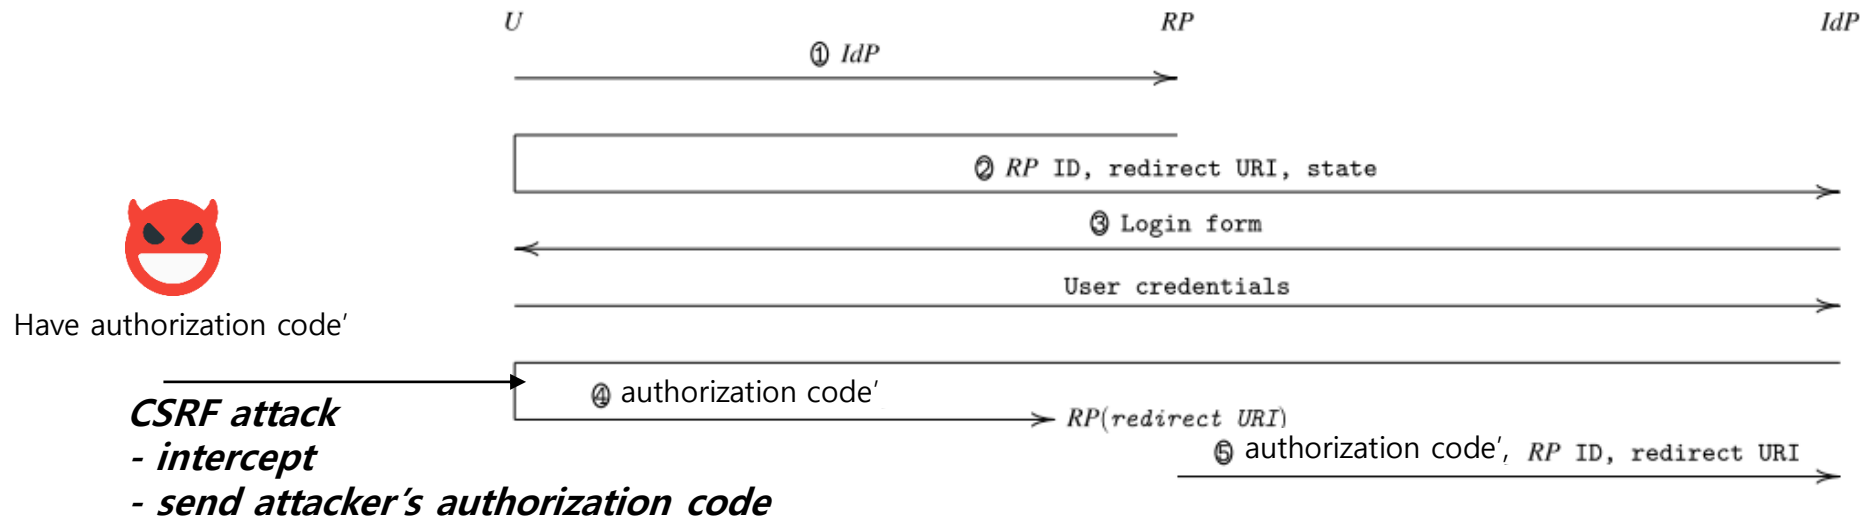 U RP IdP
① IdP
② RP ID, redirect URI, state
③ Login form
User credentials
Have authorization code′
④ authorization code′
RP(redirect URI)
CSRF attack
- intercept
- send attacker’s authorization code
⑤ authorization code′, RP ID, redirect URI